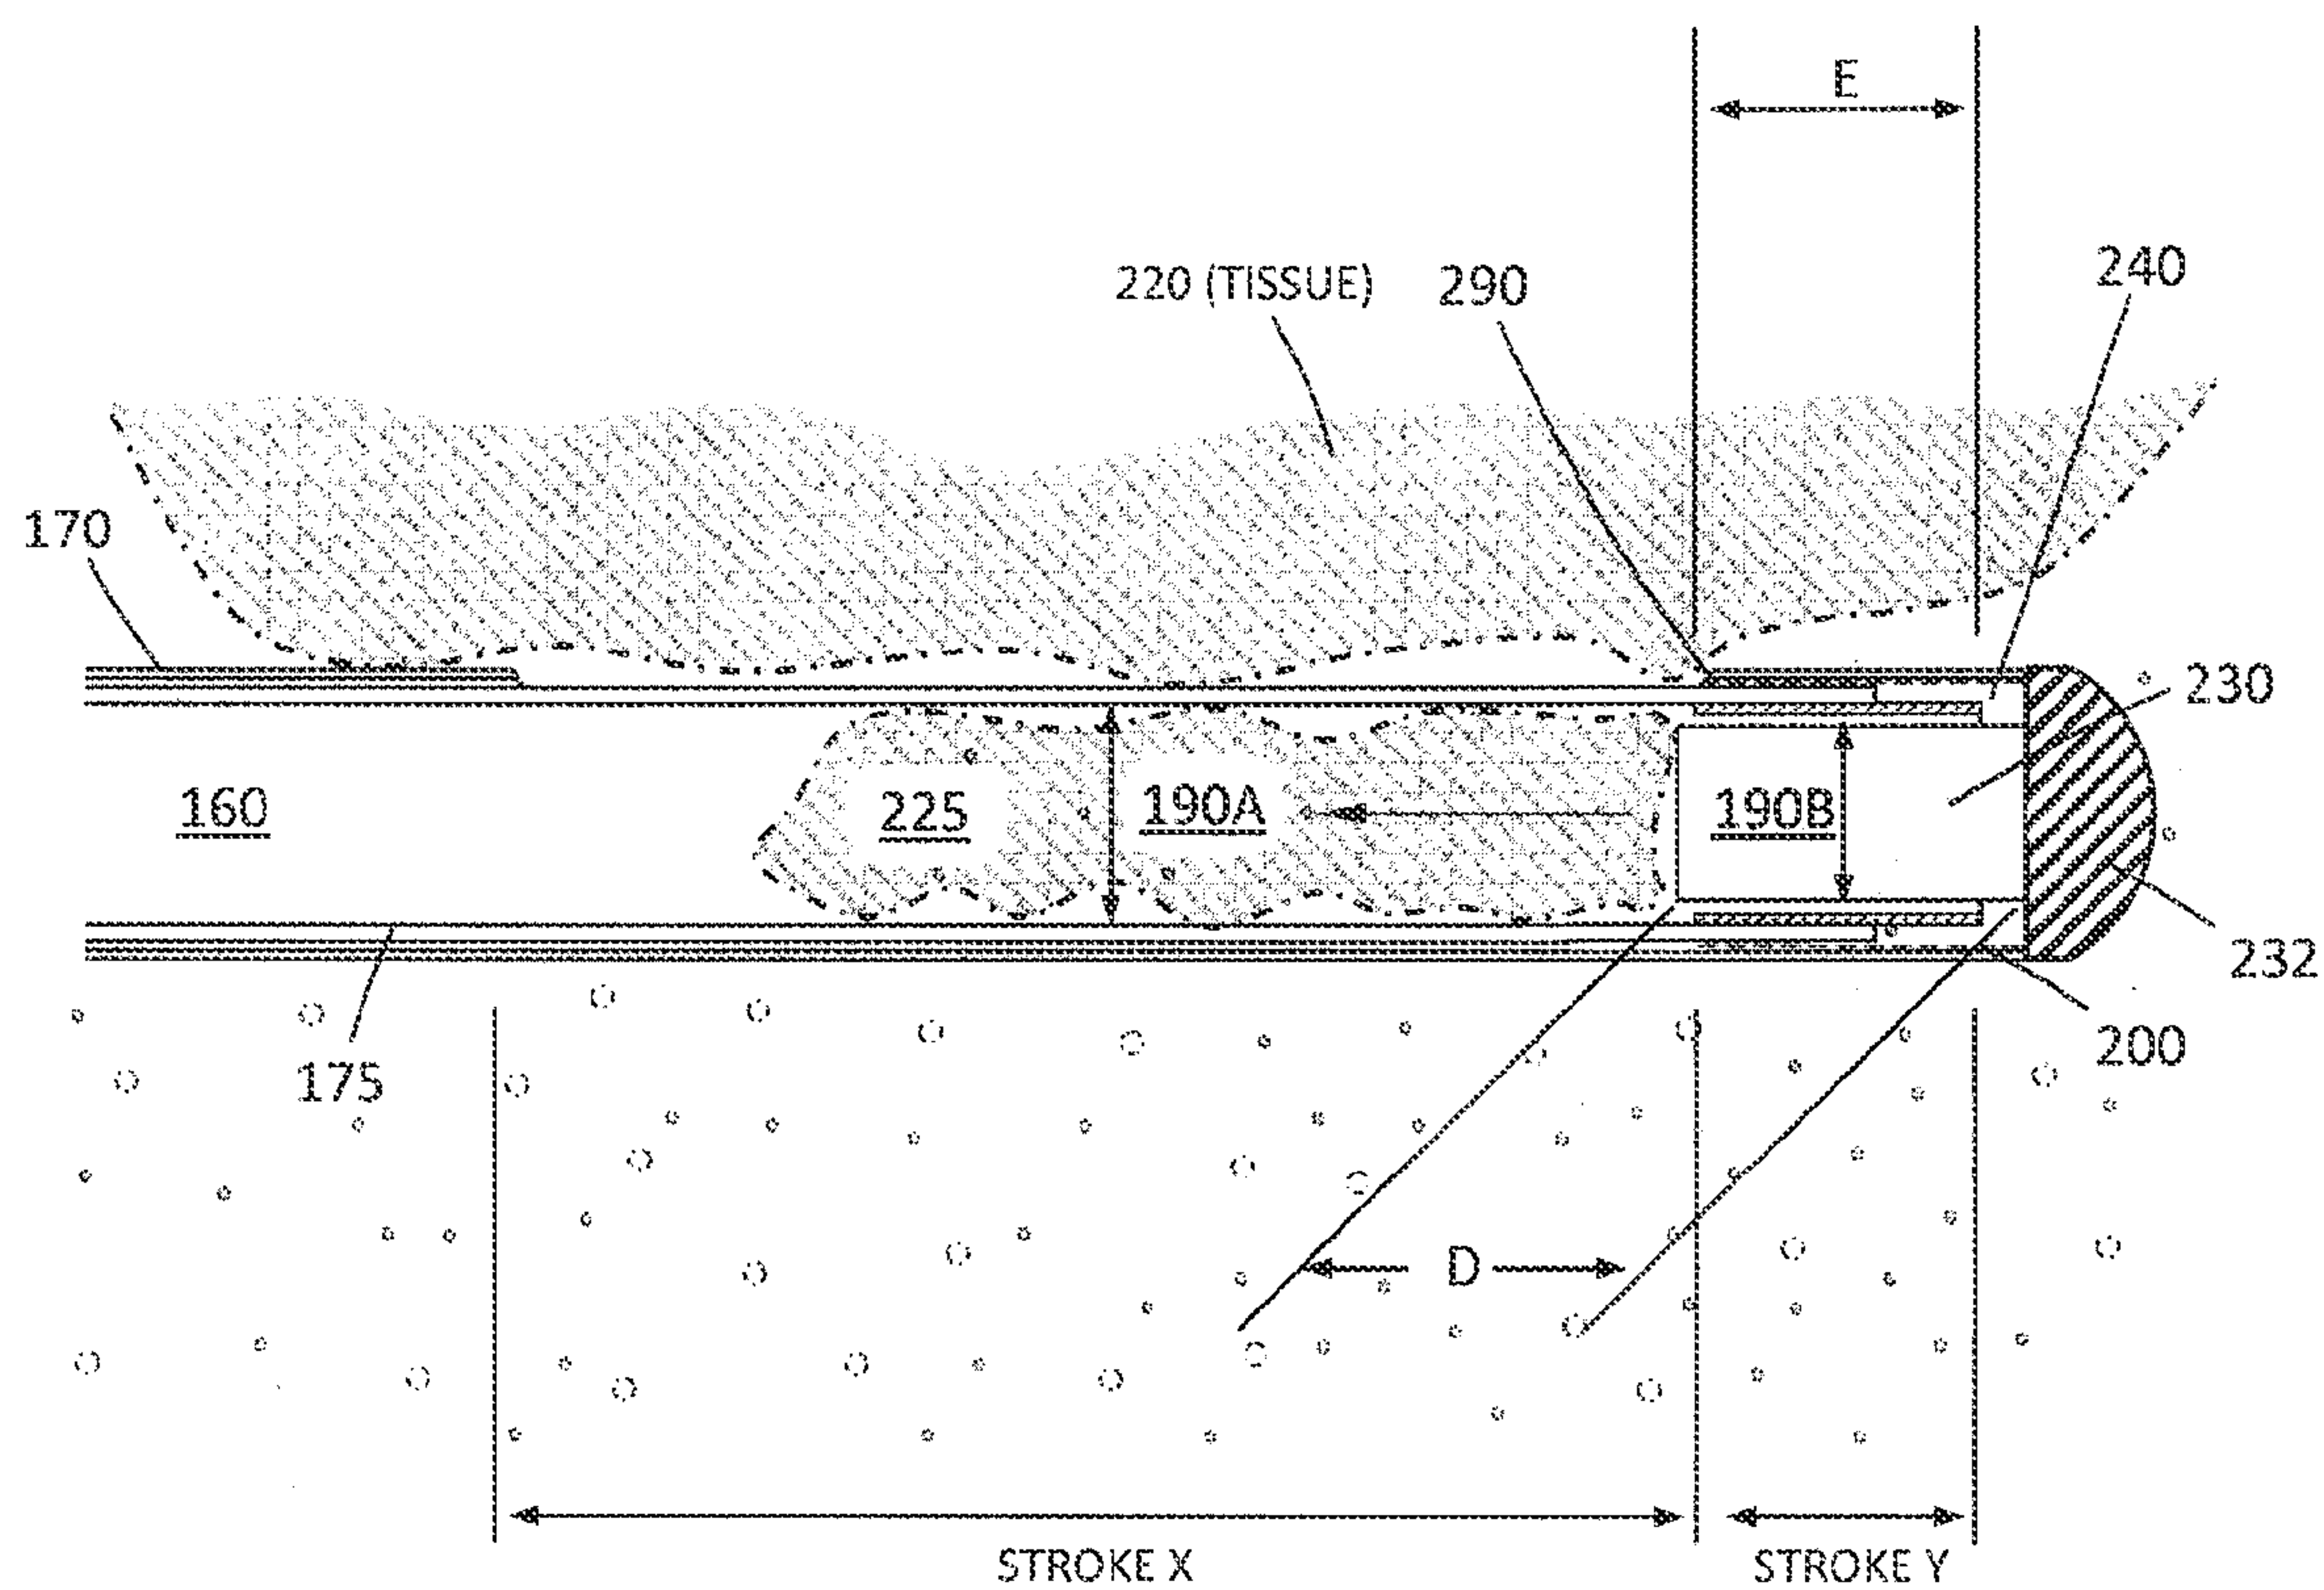 E
220 (TISSUE)
290
240
170
230
160
225
190A
190B
232
175
200
D
STROKE X
STROKE Y